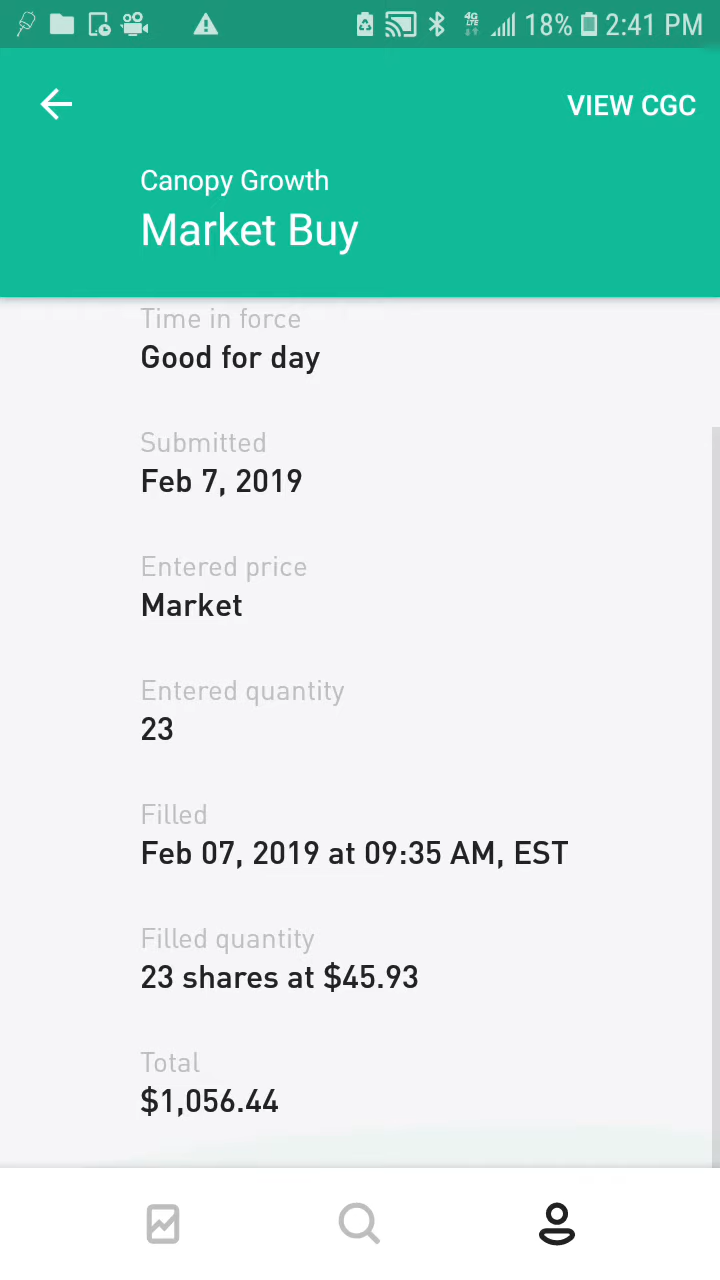 18% 2:41 PM
VIEW CGC
Canopy Growth
Market Buy
Time in force
Good for day
Submitted
Feb 7, 2019
Entered price
Market
Entered quantity
23
Filled
Feb 07, 2019 at 09:35 AM, EST
Filled quantity
23 shares at $45.93
Total
$1,056.44